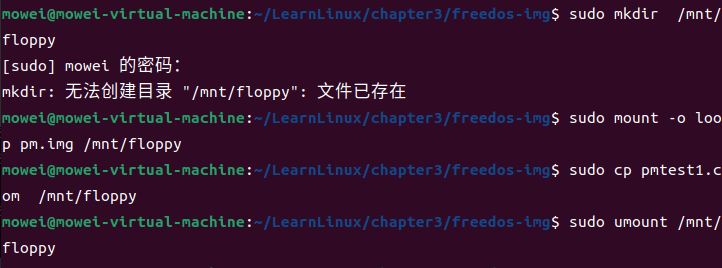 mowei@mowei-virtual-machine:~/LearnLinux/chapter3/freedos-img$ sudo mkdir  /mnt/
floppy
[sudo] mowei 的密码：
mkdir: 无法创建目录 "/mnt/floppy": 文件已存在
mowei@mowei-virtual-machine:~/LearnLinux/chapter3/freedos-img$ sudo mount -o loo
p pm.img /mnt/floppy
mowei@mowei-virtual-machine:~/LearnLinux/chapter3/freedos-img$ sudo cp pmtest1.c
om  /mnt/floppy
mowei@mowei-virtual-machine:~/LearnLinux/chapter3/freedos-img$ sudo umount /mnt/
floppy